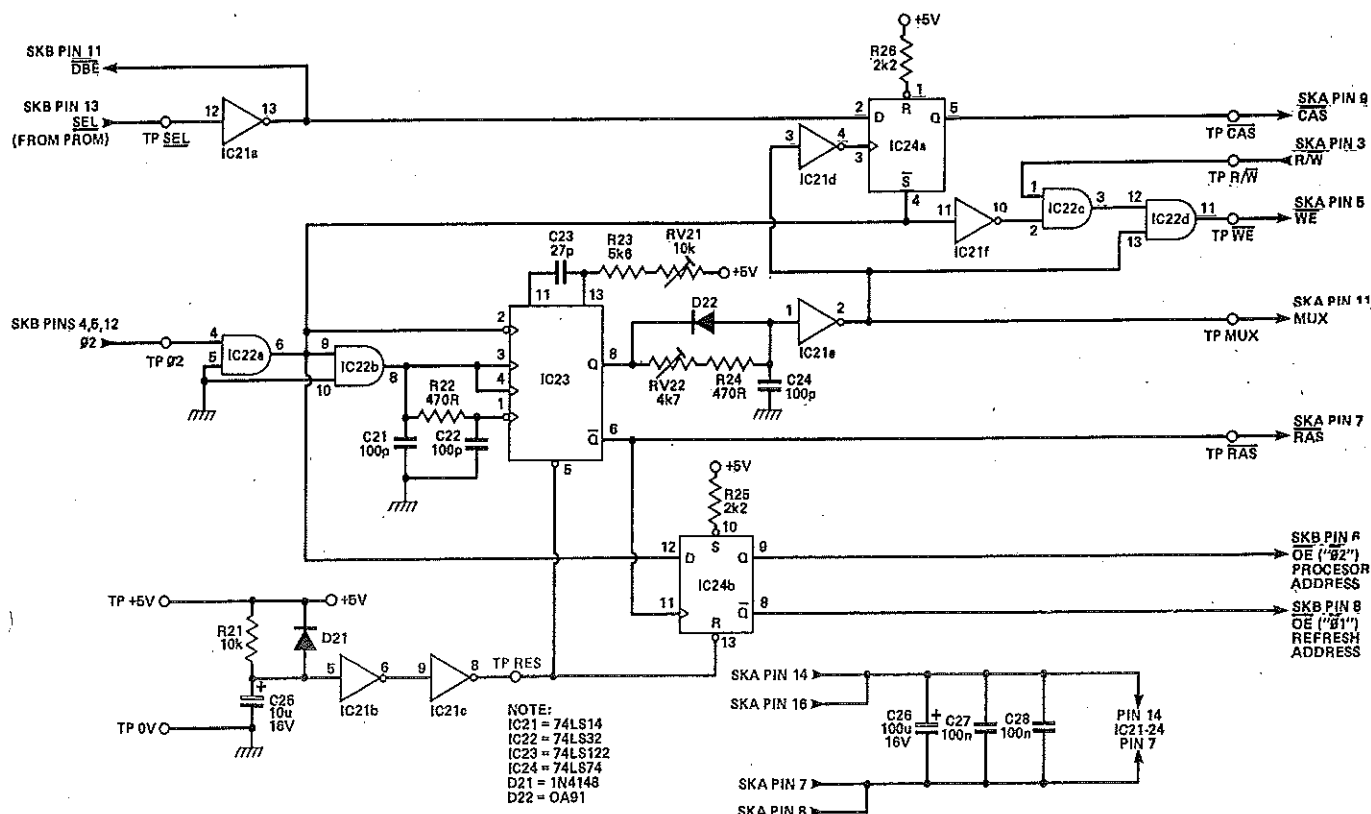 SKB PIN 11
DBE
SKB PIN 13
SEL
(FROM PROM)
TP SEL
12
13
IC21a
+5V
R26
2k2
1
R
2
D
Q
5
IC24a
3
S
4
3
4
IC21d
SKA PIN 9
CAS
TP CAS
SKA PIN 3
R/W
TP R/W
1
2
IC22c
3
12
13
IC22d
11
SKA PIN 5
WE
TP WE
11
10
IC21f
C23
27p
R23
5k6
RV21
10k
+5V
11
13
2
3
4
1
IC23
Q
8
Q
6
5
SKB PINS 4,5,12
Ø2
TP Ø2
4
5
IC22a
6
9
10
IC22b
8
R22
470R
C21
100p
C22
100p
D22
RV22
4k7
R24
470R
C24
100p
1
2
IC21e
SKA PIN 11
MUX
TP MUX
SKA PIN 7
RAS
TP RAS
+5V
R25
2k2
10
S
12
D
Q
9
IC24b
11
Q
8
R
13
SKB PIN 6
OE ("Ø2")
PROCESOR
ADDRESS
SKB PIN 8
OE ("Ø1")
REFRESH
ADDRESS
TP +5V
+5V
R21
10k
D21
C25
10u
16V
TP 0V
5
6
IC21b
9
8
IC21c
TP RES
NOTE:
IC21 = 74LS14
IC22 = 74LS32
IC23 = 74LS122
IC24 = 74LS74
D21 = 1N4148
D22 = OA91
SKA PIN 14
SKA PIN 16
C26
100u
16V
C27
100n
C28
100n
PIN 14
IC21-24
PIN 7
SKA PIN 7
SKA PIN 8